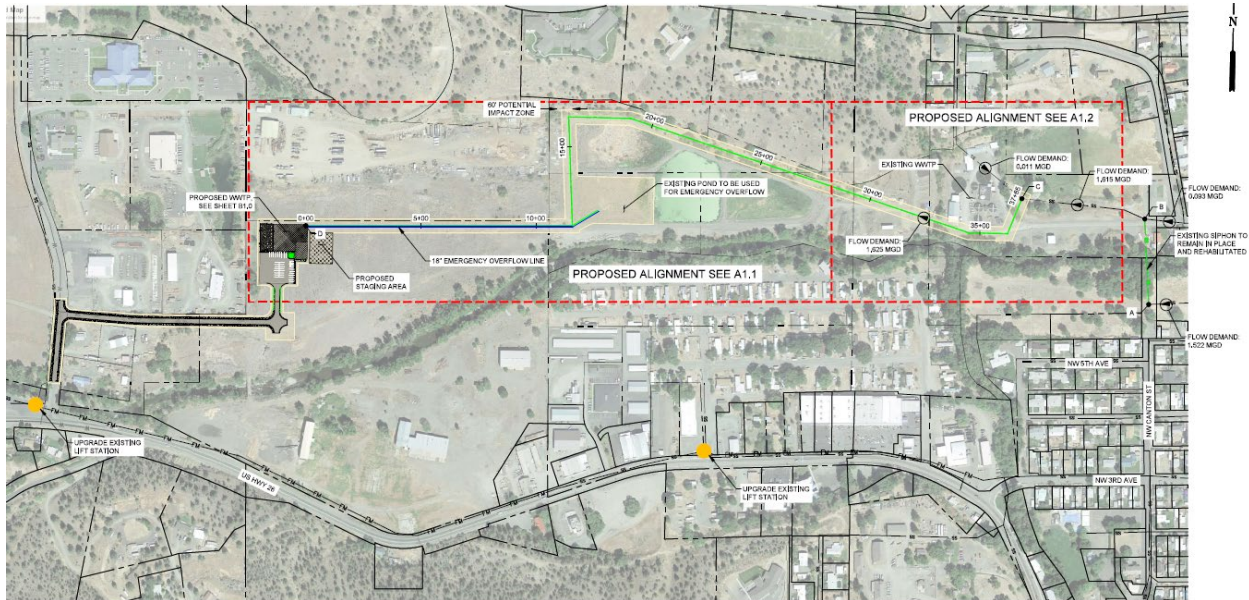 Map
N
60' POTENTIAL
IMPACT ZONE
20+00
PROPOSED ALIGNMENT SEE A1.2
15+00
25+00
EXISTING WWTP
FLOW DEMAND:
0.011 MGD
FLOW DEMAND:
1.615 MGD
FLOW DEMAND:
0.093 MGD
PROPOSED WWTP,
SEE SHEET B1.0
EXISTING POND TO BE USED
FOR EMERGENCY OVERFLOW
30+00
37+66
C
B
0+00
5+00
10+00
D
35+00
FLOW DEMAND:
1.625 MGD
EXISTING SIPHON TO
REMAIN IN PLACE
AND REHABILITATED
18" EMERGENCY OVERFLOW LINE
PROPOSED
STAGING AREA
PROPOSED ALIGNMENT SEE A1.1
A
FLOW DEMAND:
1.522 MGD
NW 5TH AVE
NW CANTON ST
UPGRADE EXISTING
LIFT STATION
US HWY 26
UPGRADE EXISTING
LIFT STATION
NW 3RD AVE